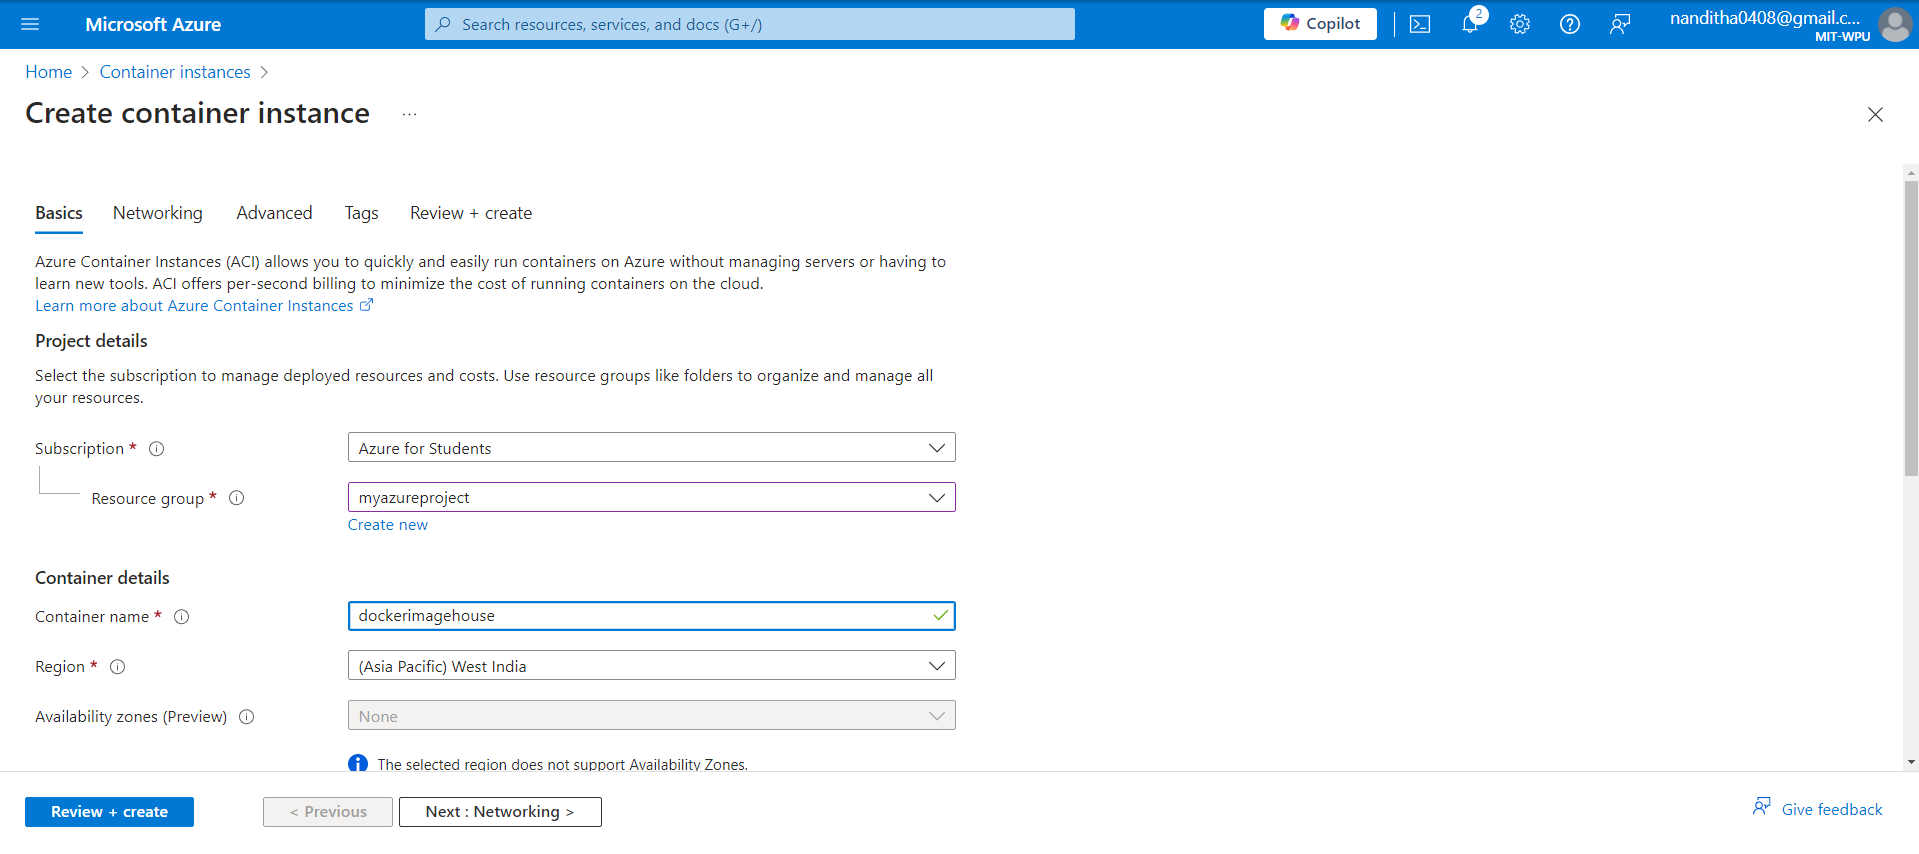 Microsoft Azure
Search resources, services, and docs (G+/)
Copilot
2
nanditha0408@gmail.c...
MIT-WPU
Home > Container instances >
Create container instance ...
Basics Networking Advanced Tags Review + create
Azure Container Instances (ACI) allows you to quickly and easily run containers on Azure without managing servers or having to
learn new tools. ACI offers per-second billing to minimize the cost of running containers on the cloud.
Learn more about Azure Container Instances
Project details
Select the subscription to manage deployed resources and costs. Use resource groups like folders to organize and manage all
your resources.
Subscription * Azure for Students
Resource group * myazureproject
Create new
Container details
Container name * dockerimagehouse
Region * (Asia Pacific) West India
Availability zones (Preview) None
The selected region does not support Availability Zones.
Review + create < Previous Next : Networking > Give feedback